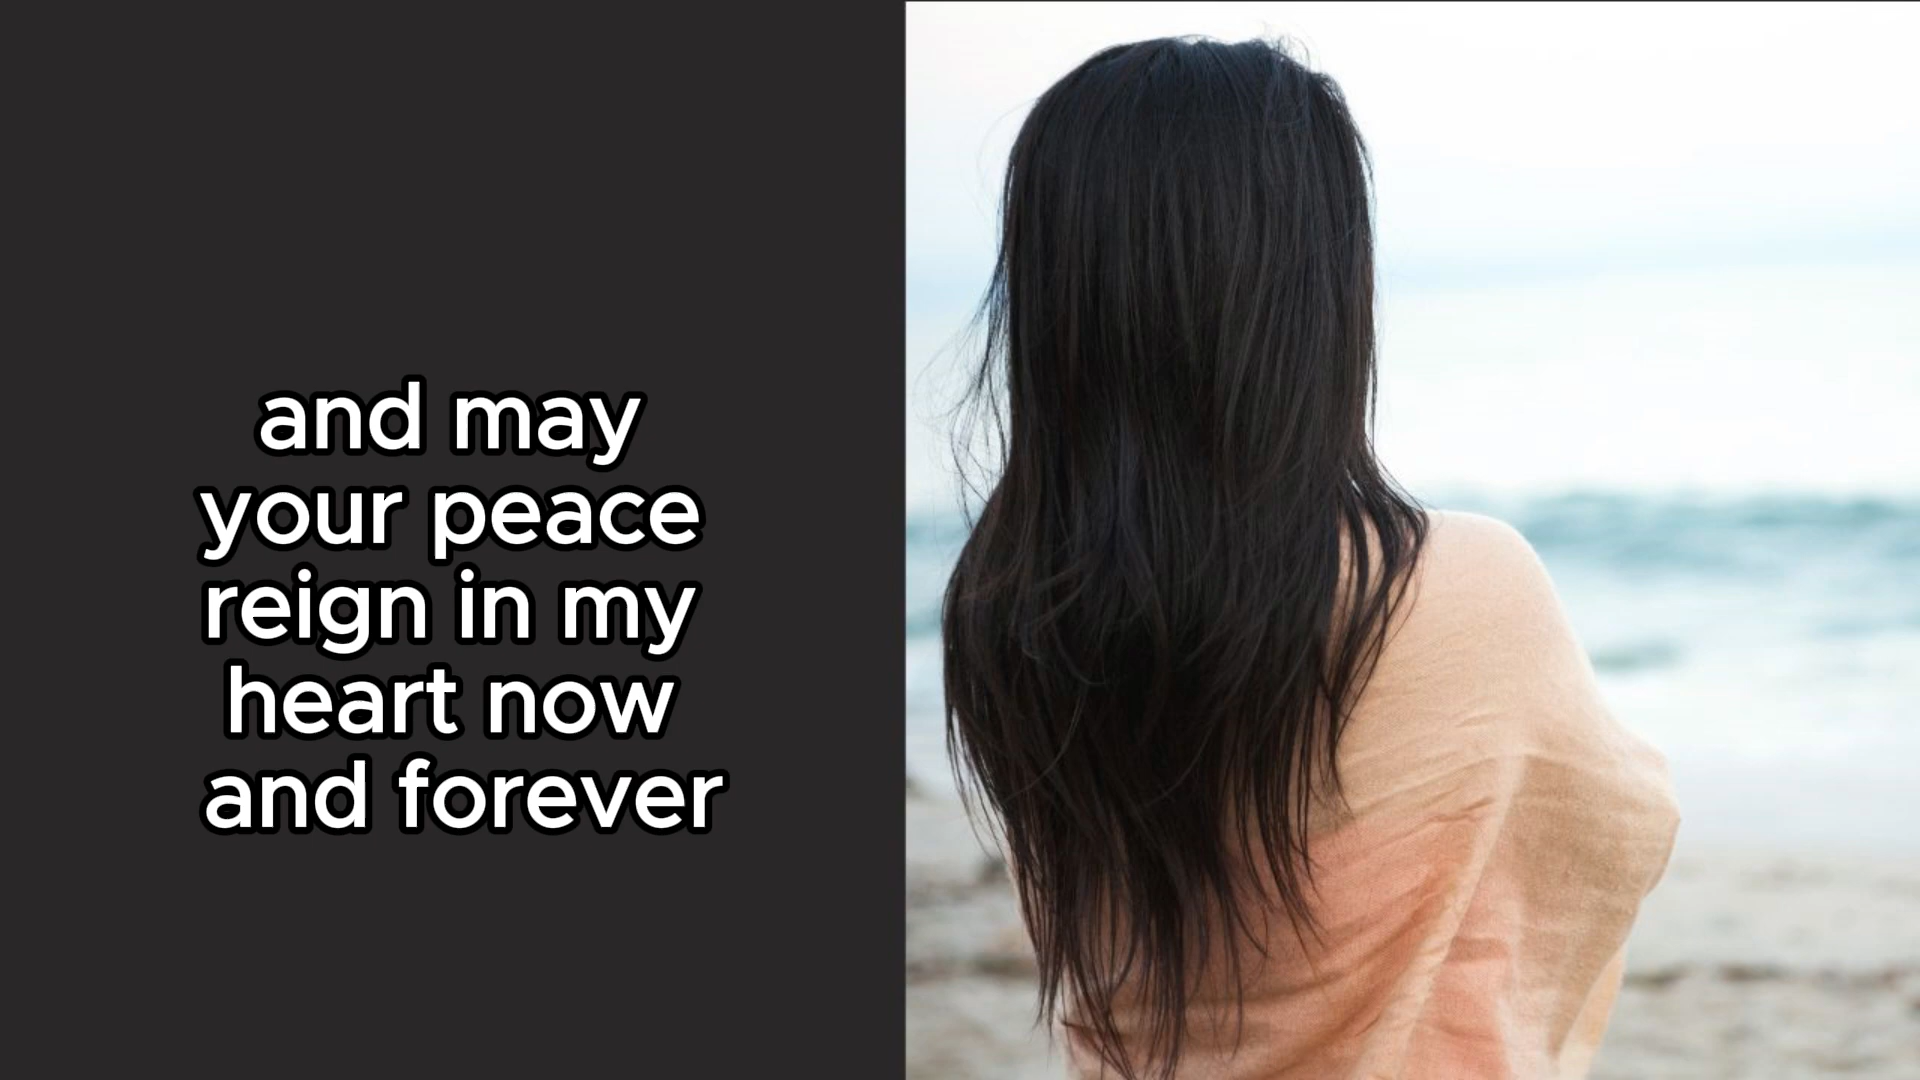 and may
your peace
reign in my
heart now
and forever